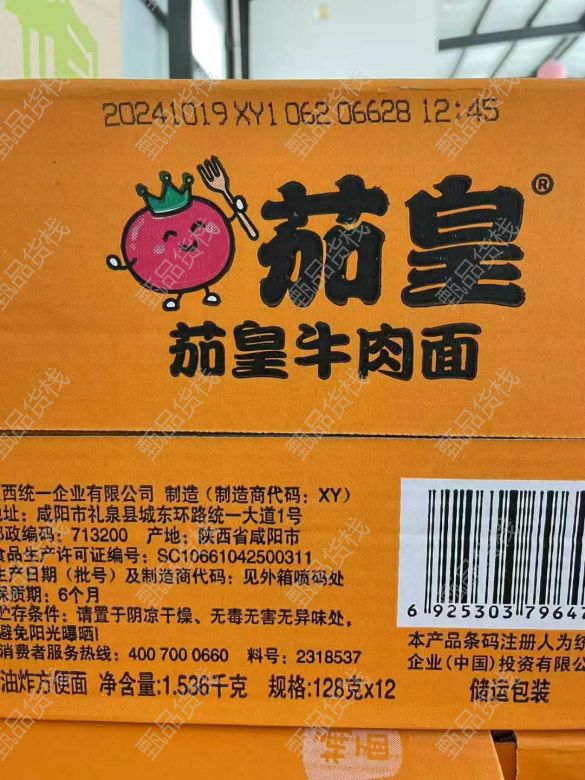 20241019 XY1 062 06628 12:45
茄皇®
茄皇牛肉面
西统一企业有限公司 制造（制造商代码：XY）
址：咸阳市礼泉县城东环路统一大道1号
邮政编码：713200 产地：陕西省咸阳市
食品生产许可证编号：SC10661042500311
生产日期（批号）及制造商代码：见外箱喷码处
保质期：6个月
贮存条件：请置于阴凉干燥、无毒无害无异味处，
避免阳光曝晒!
消费者服务热线：400 700 0660 料号：2318537
油炸方便面 净含量:1.536千克 规格:128克x12
6 925303 79647
本产品条码注册人为统
企业(中国)投资有限公
储运包装
甄品货栈